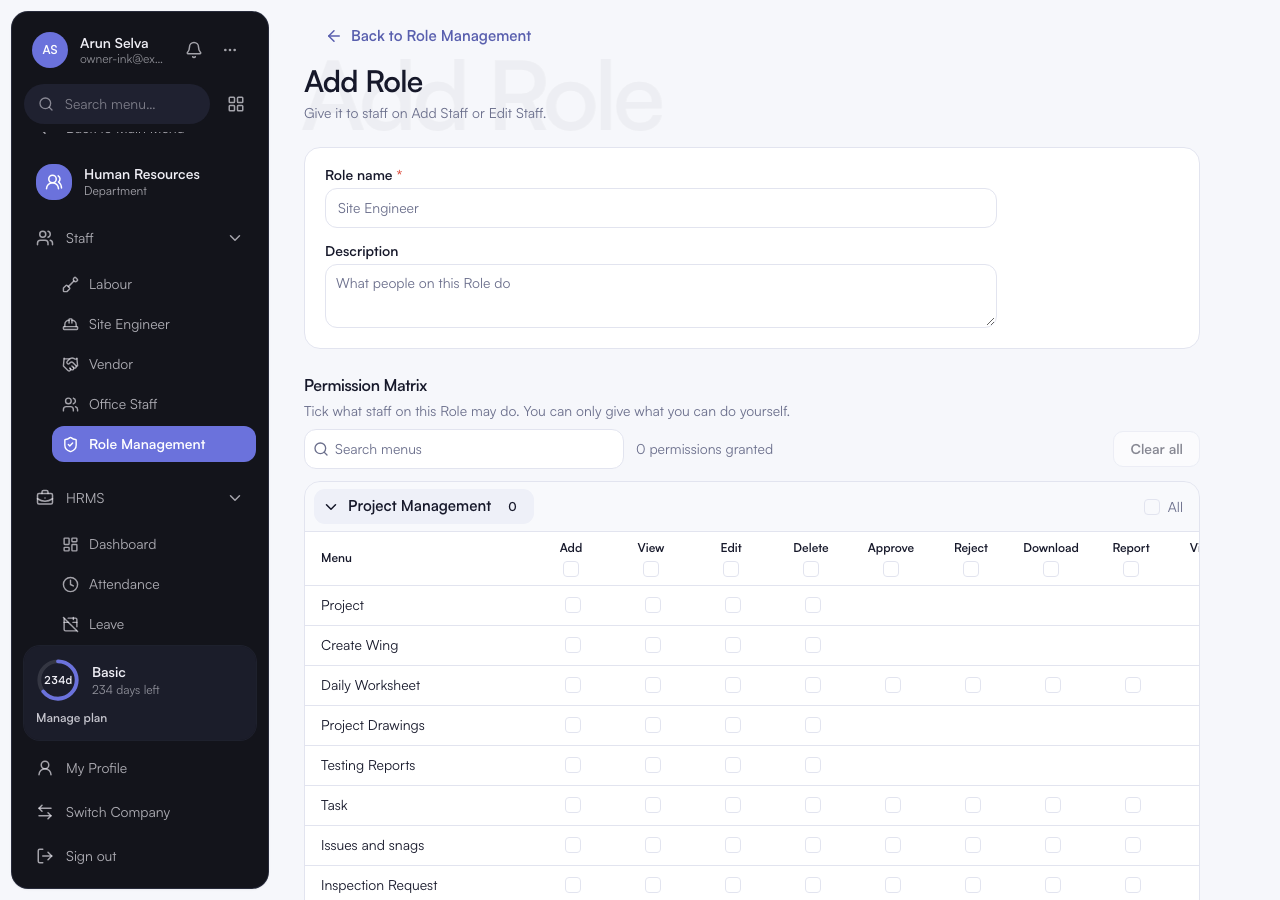 AS
Arun Selva
owner-ink@ex...
Search menu...
Back to Main Menu
Human Resources
Department
Staff
Labour
Site Engineer
Vendor
Office Staff
Role Management
HRMS
Dashboard
Attendance
Leave
234d
Basic
234 days left
Manage plan
My Profile
Switch Company
Sign out
Back to Role Management
Add Role
Add Role
Give it to staff on Add Staff or Edit Staff.
Role name *
Site Engineer
Description
What people on this Role do
Permission Matrix
Tick what staff on this Role may do. You can only give what you can do yourself.
Search menus
0 permissions granted
Clear all
Project Management 0
All
Menu Add View Edit Delete Approve Reject Download Report
Project
Create Wing
Daily Worksheet
Project Drawings
Testing Reports
Task
Issues and snags
Inspection Request